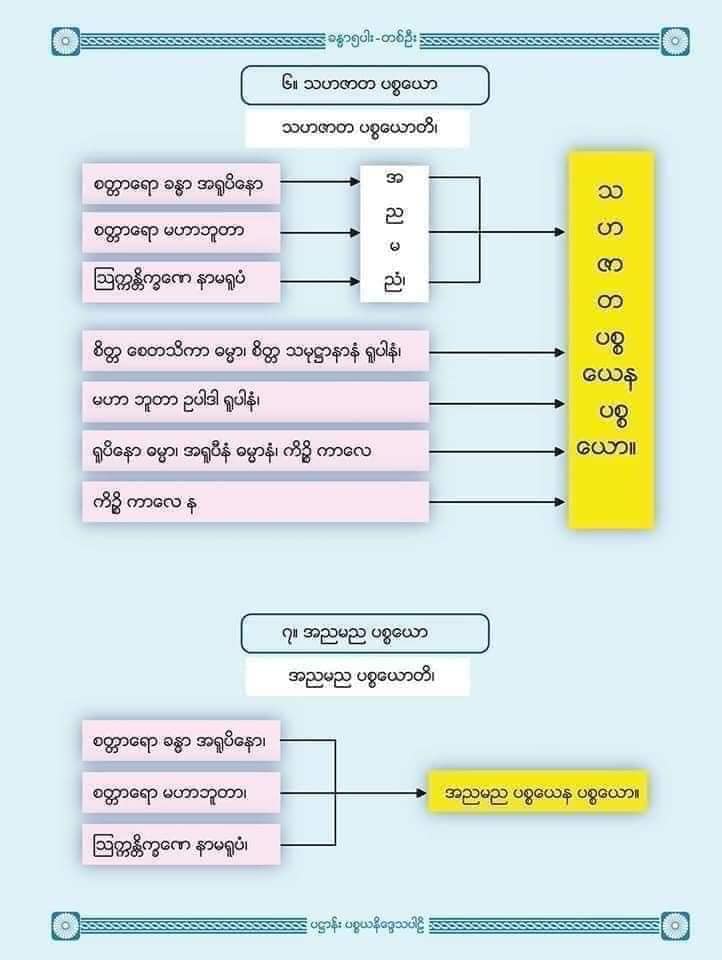 ခန္ဓာ၅ပါး-တစ်ဦး
၆။ သဟဇာတ ပစ္စယော
သဟဇာတ ပစ္စယောတိ၊
စတ္တာရော ခန္ဓာ အရူပိနော
စတ္တာရော မဟာဘူတာ
ဩက္ကန္တိက္ခဏေ နာမရူပံ
အ
ည
မ
ညံ၊
စိတ္တ စေတသိကာ ဓမ္မာ၊ စိတ္တ သမုဋ္ဌာနာနံ ရူပါနံ၊
မဟာ ဘူတာ ဥပါဒါ ရူပါနံ၊
ရူပိနော ဓမ္မာ၊ အရူပီနံ ဓမ္မာနံ၊ ကိဉ္စိ ကာလေ
ကိဉ္စိ ကာလေ န
သ
ဟ
ဇာ
တ
ပစ္စ
ယေန
ပစ္စ
ယော။
၇။ အညမည ပစ္စယော
အညမည ပစ္စယောတိ၊
စတ္တာရော ခန္ဓာ အရူပိနော၊
စတ္တာရော မဟာဘူတာ၊
ဩက္ကန္တိက္ခဏေ နာမရူပံ၊
အညမည ပစ္စယေန ပစ္စယော။
ပဋ္ဌာန်း ပစ္စယနိဒ္ဒေသပါဠိ